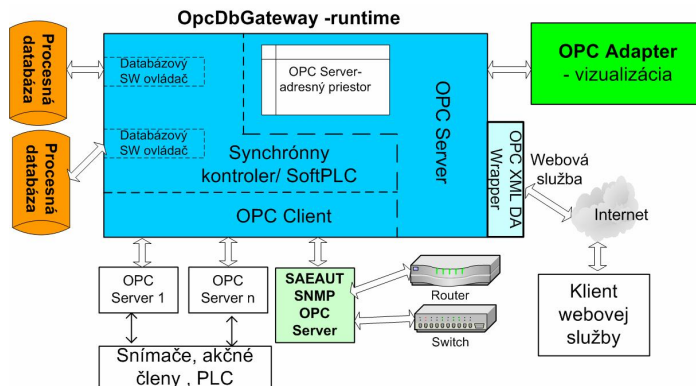 OpcDbGateway -runtime
Procesná
databáza
Databázový
SW ovládač
OPC Server-
adresný priestor
OPC Adapter
- vizualizácia
Procesná
databáza
Databázový
SW ovládač
Synchrónny
kontroler/ SoftPLC
OPC Server
OPC XML DA
Wrapper
Webová
služba
Internet
OPC Client
OPC
Server 1
OPC
Server n
SAEAUT
SNMP
OPC
Server
Router
Switch
Klient
webovej
služby
Snímače, akčné
členy , PLC